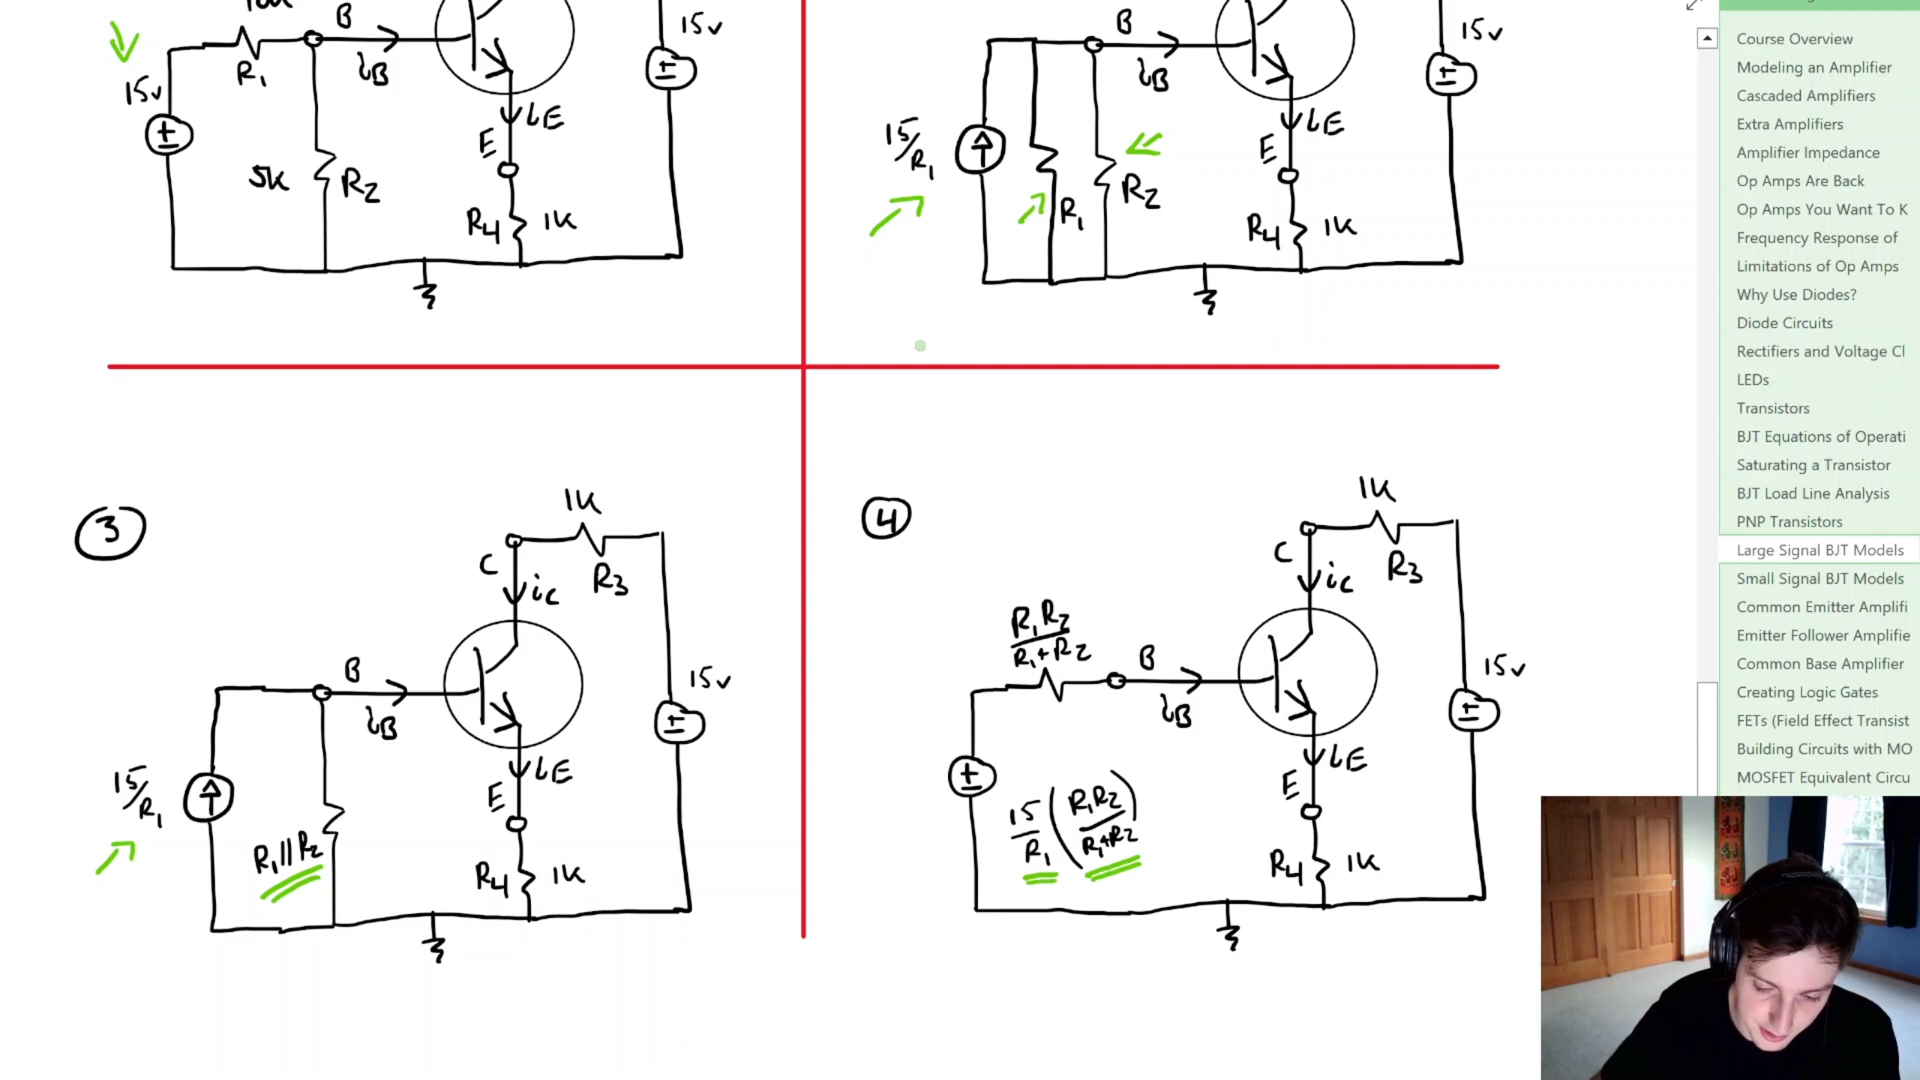 B
15v
R1
iB
15v
iE
E
5K
R2
R4
1K
B
15v
iB
15/R1
iE
E
R1
R2
R4
1K
3
1K
C
ic
R3
B
15v
iB
iE
15/R1
E
R1||R2
R4
1K
4
1K
C
ic
R3
R1R2
R1+R2
B
15v
iB
iE
E
15/R1 (R1R2/R1+R2)
R4
1K
Course Overview
Modeling an Amplifier
Cascaded Amplifiers
Extra Amplifiers
Amplifier Impedance
Op Amps Are Back
Op Amps You Want To K
Frequency Response of
Limitations of Op Amps
Why Use Diodes?
Diode Circuits
Rectifiers and Voltage Cl
LEDs
Transistors
BJT Equations of Operati
Saturating a Transistor
BJT Load Line Analysis
PNP Transistors
Large Signal BJT Models
Small Signal BJT Models
Common Emitter Amplifi
Emitter Follower Amplifie
Common Base Amplifier
Creating Logic Gates
FETs (Field Effect Transist
Building Circuits with MO
MOSFET Equivalent Circu